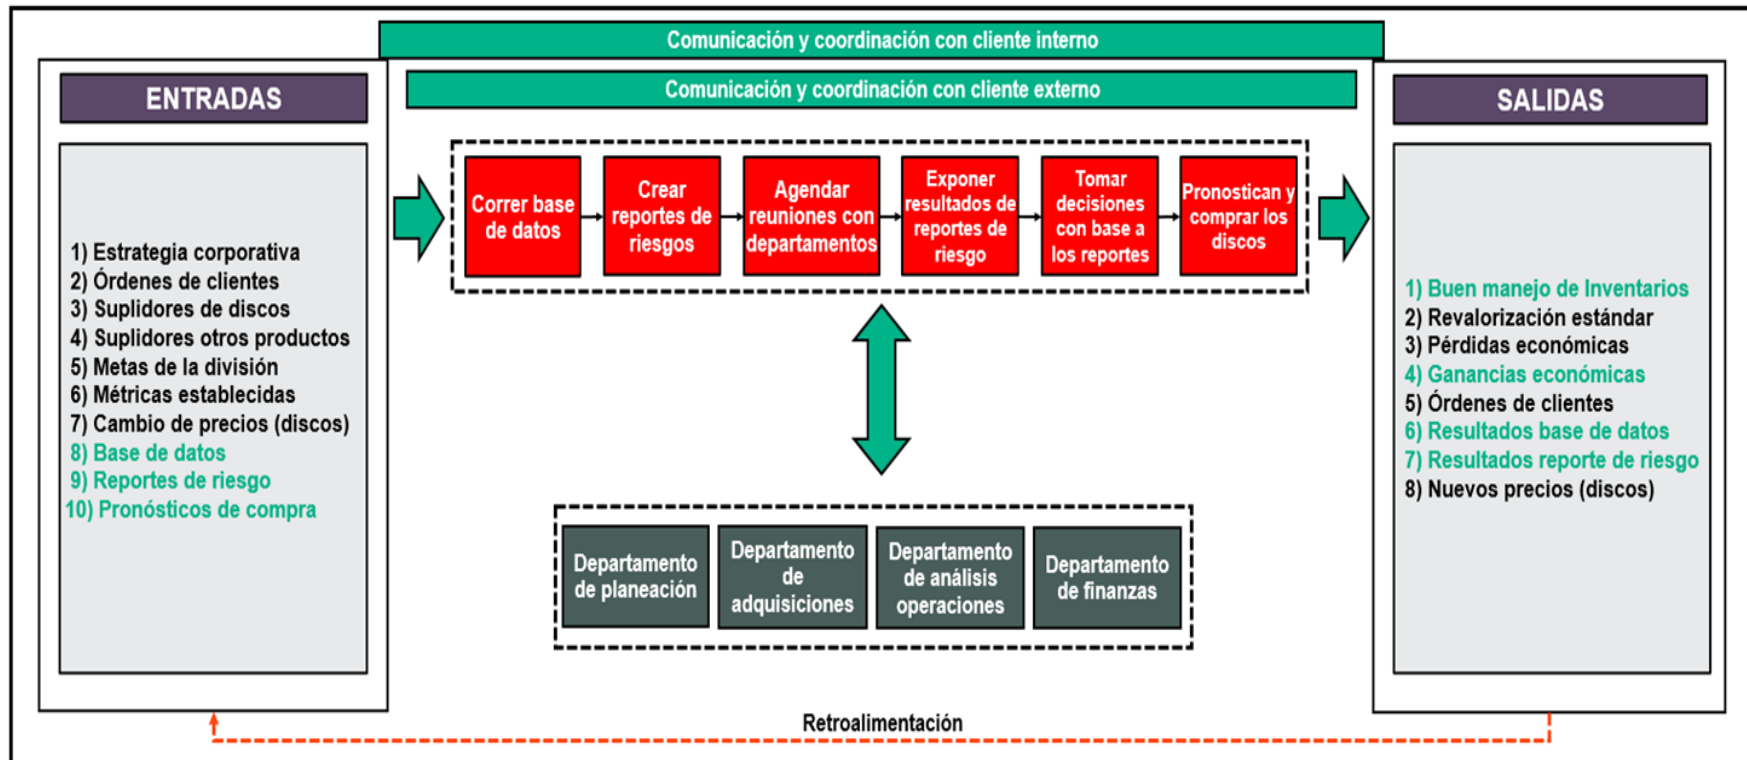 Comunicación y coordinación con cliente interno
Comunicación y coordinación con cliente externo
ENTRADAS
1) Estrategia corporativa
2) Órdenes de clientes
3) Suplidores de discos
4) Suplidores otros productos
5) Metas de la división
6) Métricas establecidas
7) Cambio de precios (discos)
8) Base de datos
9) Reportes de riesgo
10) Pronósticos de compra
Correr base
de datos
Crear
reportes de
riesgos
Agendar
reuniones con
departamentos
Exponer
resultados de
reportes de
riesgo
Tomar
decisiones
con base a
los reportes
Pronostican y
comprar los
discos
Departamento
de planeación
Departamento
de
adquisiciones
Departamento
de análisis
operaciones
Departamento
de finanzas
SALIDAS
1) Buen manejo de Inventarios
2) Revalorización estándar
3) Pérdidas económicas
4) Ganancias económicas
5) Órdenes de clientes
6) Resultados base de datos
7) Resultados reporte de riesgo
8) Nuevos precios (discos)
Retroalimentación